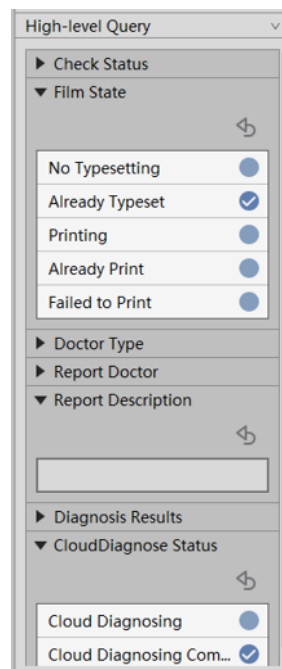 High-level Query
Check Status
Film State
No Typesetting
Already Typeset
Printing
Already Print
Failed to Print
Doctor Type
Report Doctor
Report Description
Diagnosis Results
CloudDiagnose Status
Cloud Diagnosing
Cloud Diagnosing Com...